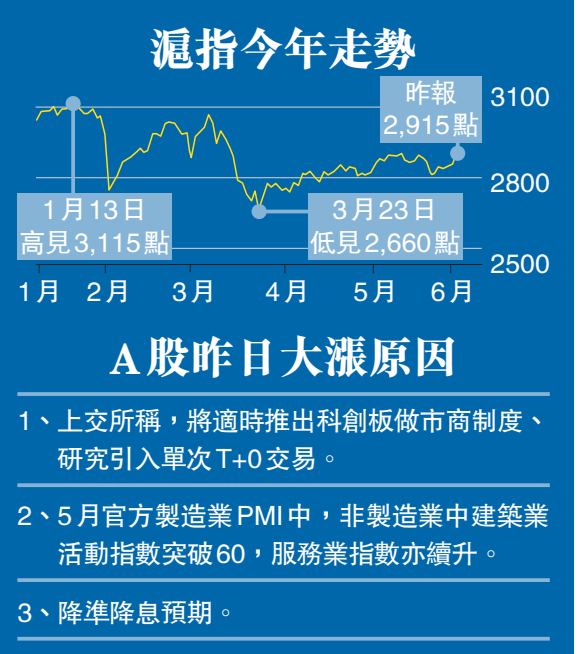 滬指今年走勢
昨報
2,915點
3100
2800
2500
1月13日
高見3,115點
3月23日
低見2,660點
1月 2月 3月 4月 5月 6月
A股昨日大漲原因
1、上交所稱,將適時推出科創板做市商制度、
研究引入單次T+0交易。
2、5月官方製造業PMI中,非製造業中建築業
活動指數突破60,服務業指數亦續升。
3、降準降息預期。